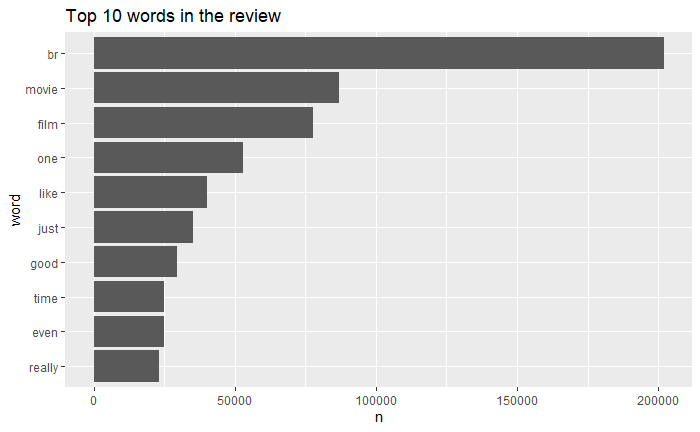 Top 10 words in the review
word
br
movie
film
one
like
just
good
time
even
really
0 50000 100000 150000 200000
n